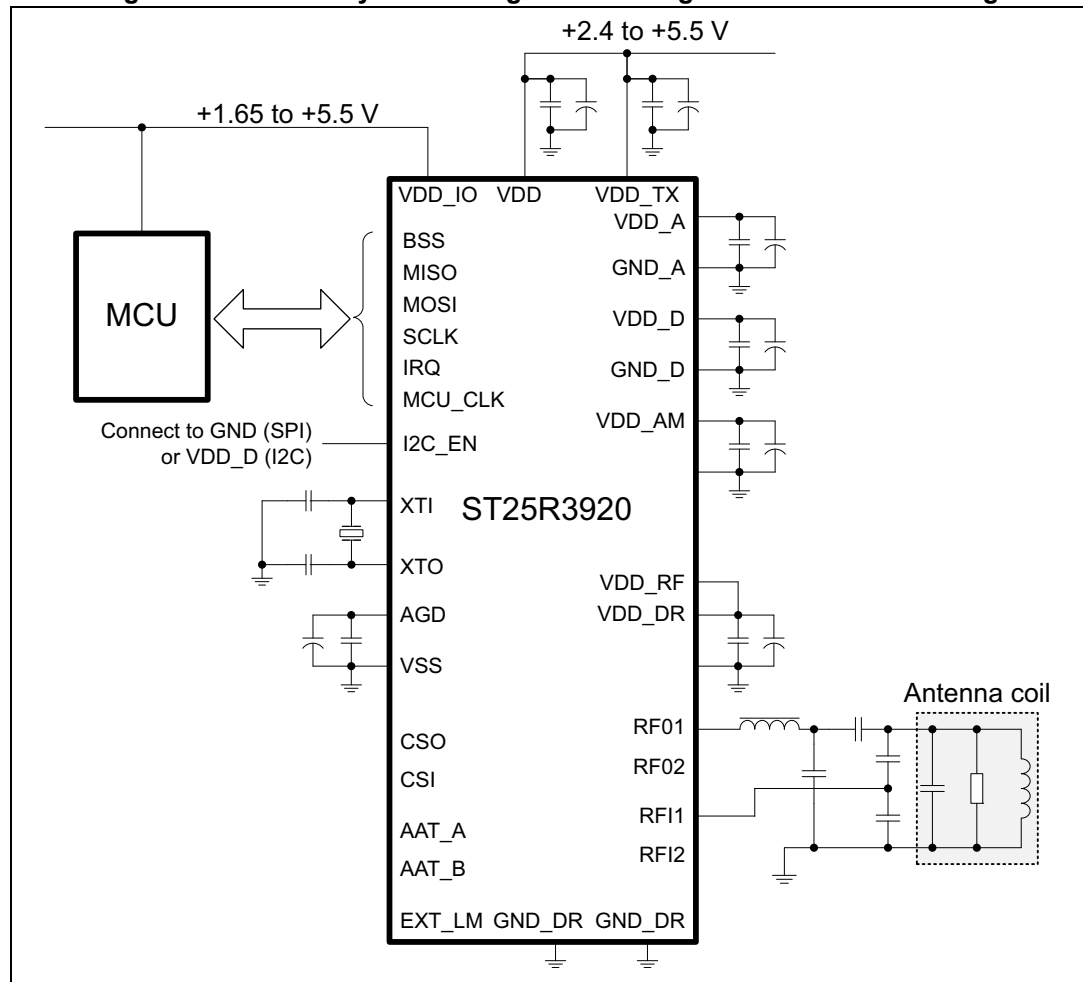 +2.4 to +5.5 V
+1.65 to +5.5 V
VDD_IO VDD VDD_TX
VDD_A
BSS
GND_A
MISO
MCU
MOSI
VDD_D
SCLK
IRQ
GND_D
MCU_CLK
VDD_AM
Connect to GND (SPI)
or VDD_D (I2C)
I2C_EN
XTI
ST25R3920
XTO
VDD_RF
AGD
VDD_DR
VSS
Antenna coil
RF01
CSO
RF02
CSI
RFI1
AAT_A
RFI2
AAT_B
EXT_LM GND_DR GND_DR